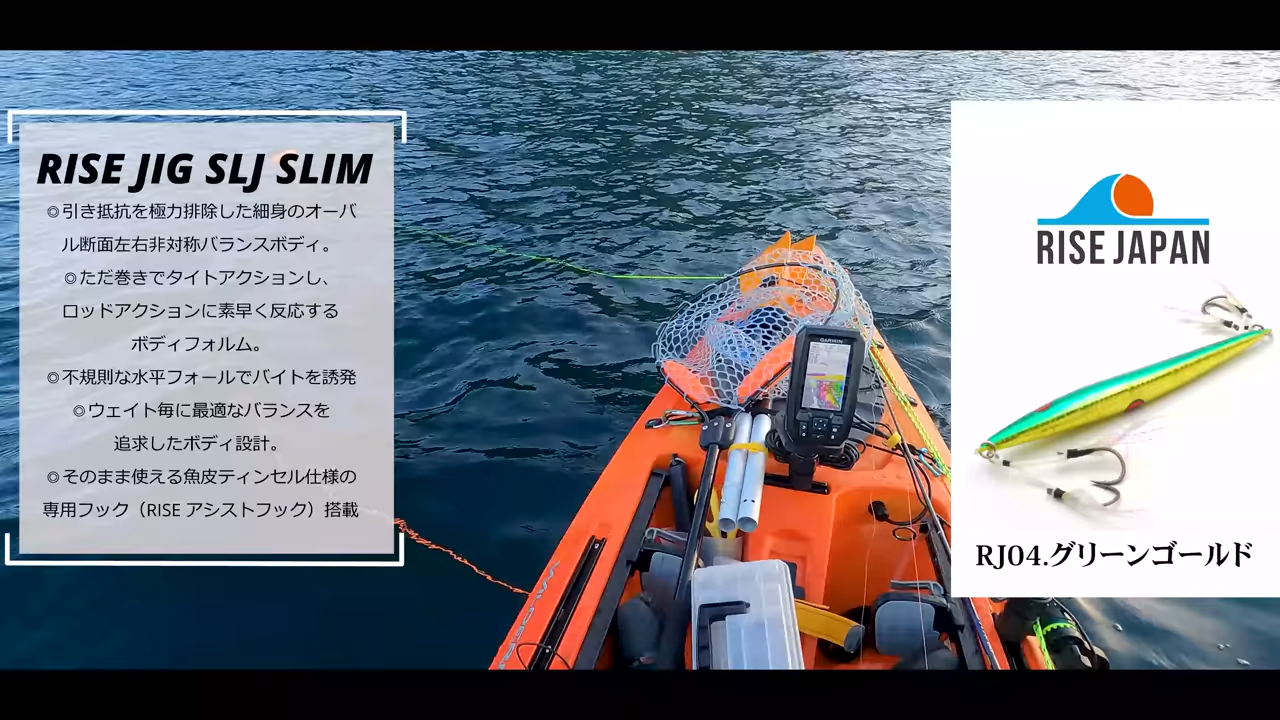 RISE JIG SLJ SLIM
◎引き抵抗を極力排除した細身のオーバ
ル断面左右非対称バランスボディ。
◎ただ巻きでタイトアクションし、
ロッドアクションに素早く反応する
ボディフォルム。
◎不規則な水平フォールでバイトを誘発
◎ウェイト毎に最適なバランスを
追求したボディ設計。
◎そのまま使える魚皮ティンセル仕様の
専用フック（RISE アシストフック）搭載
GARMIN
RISE JAPAN
RJ04.グリーンゴールド